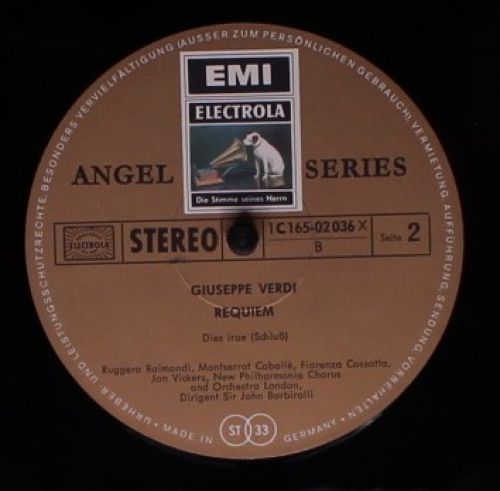 URHEBER- UND LEISTUNGSSCHUTZRECHTE, BESONDERS VERVIELFÄLTIGUNG (AUSSER ZUM PERSÖNLICHEN GEBRAUCH), VERMIETUNG, AUFFÜHRUNG, SENDUNG VORBEHALTEN
EMI
ELECTROLA
Die Stimme seines Herrn
ANGEL SERIES
ELECTROLA
STEREO
1C 165-02 036 X
B
Seite 2
GIUSEPPE VERDI
REQUIEM
Dies irae (Schluß)
Ruggero Raimondi, Montserrat Caballè, Fiorenza Cossotto,
Jon Vickers, New Philharmonia Chorus
and Orchestra London,
Dirigent Sir John Barbirolli
MADE IN GERMANY
ST 33